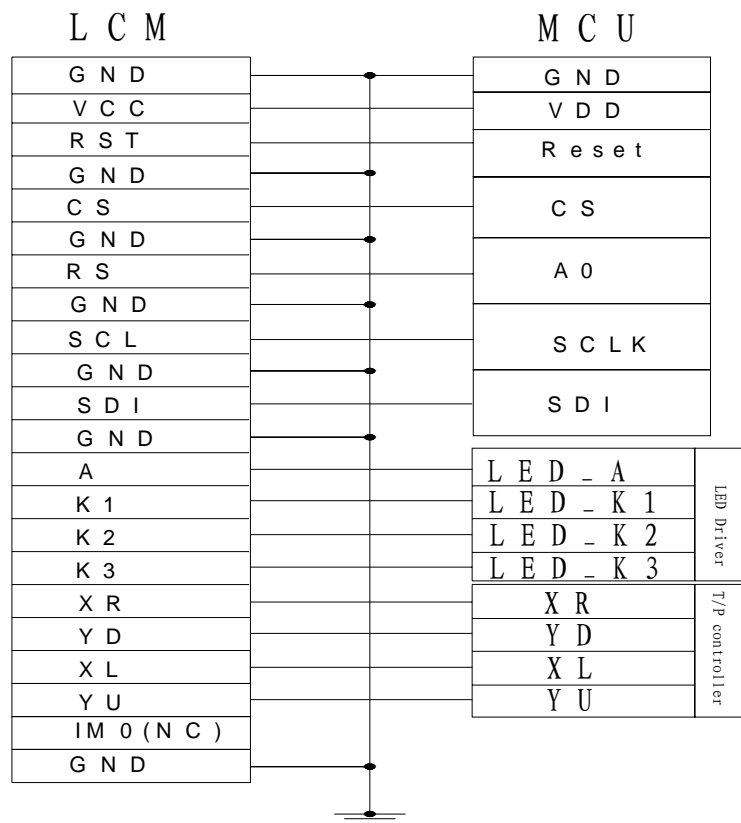 LCM
GND
VCC
RST
GND
CS
GND
RS
GND
SCL
GND
SDI
GND
A
K1
K2
K3
XR
YD
XL
YU
IM0(NC)
GND
MCU
GND
VDD
Reset
CS
A0
SCLK
SDI
LED_A
LED_K1
LED_K2
LED_K3
LED Driver
XR
YD
XL
YU
T/P controller